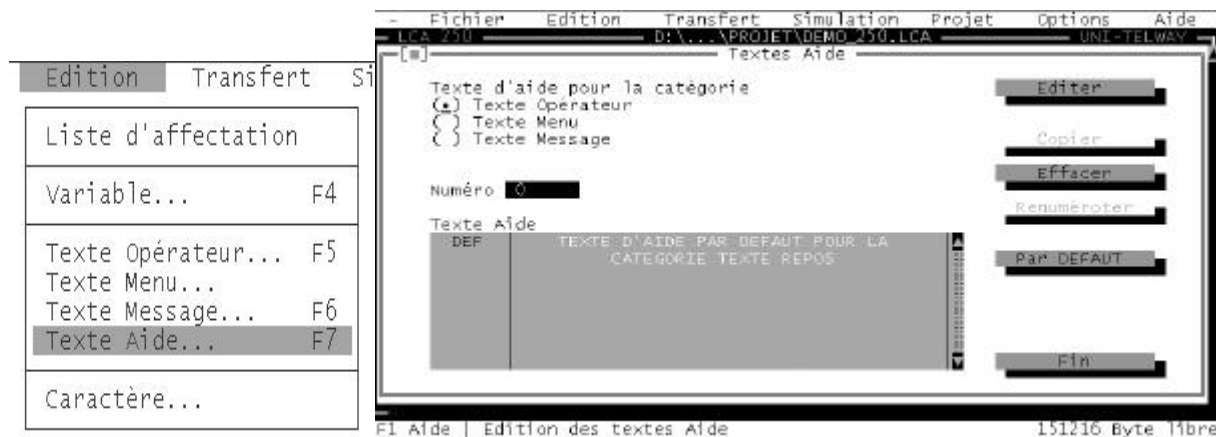 Edition Transfert Si
Liste d'affectation
Variable... F4
Texte Opérateur... F5
Texte Menu...
Texte Message... F6
Texte Aide... F7
Caractère...
- Fichier Edition Transfert Simulation Projet Options Aide
LCA 250 D:\...\PROJET\DEMO_250.LCA UNI-TELWAY
[■] Textes Aide
Texte d'aide pour la catègorie
(•) Texte Opérateur
( ) Texte Menu
( ) Texte Message
Numéro 0
Texte Aide
DEF TEXTE D'AIDE PAR DEFAUT POUR LA
CATEGORIE TEXTE REPOS
Editer
Copier
Effacer
Renuméroter
Par DEFAUT
Fin
F1 Aide | Edition des textes Aide 151216 Byte libre